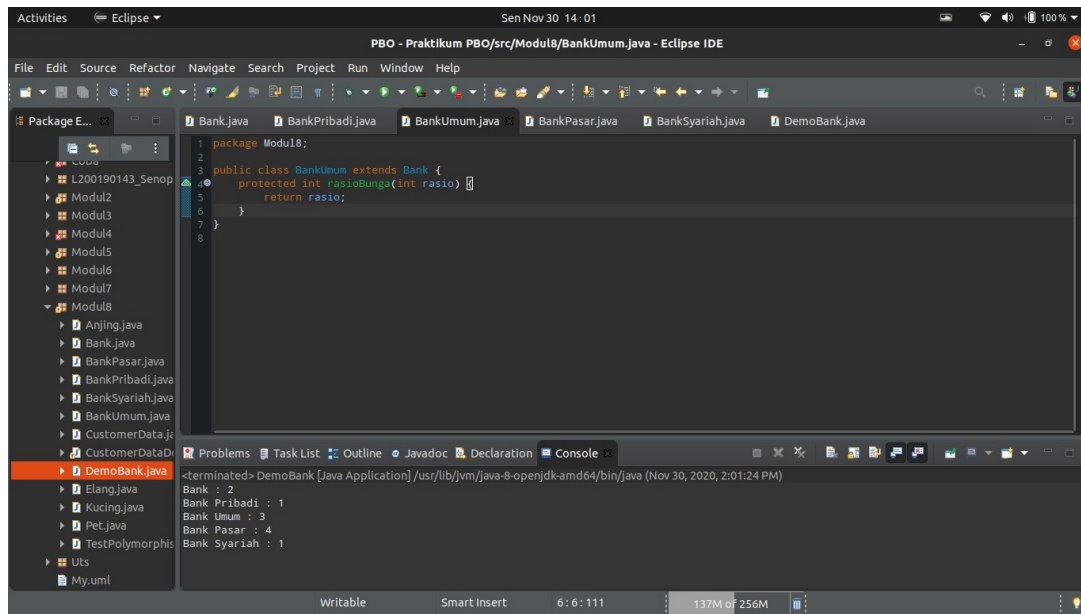 Activities Eclipse Sen Nov 30 14:01 100 %
PBO - Praktikum PBO/src/Modul8/BankUmum.java - Eclipse IDE
File Edit Source Refactor Navigate Search Project Run Window Help
Package E... Bank.java BankPribadi.java BankUmum.java BankPasar.java BankSyariah.java DemoBank.java
1 package Modul8;
2
3 public class BankUmum extends Bank {
4 protected int rasioBunga(int rasio) {
5 return rasio;
6 }
7 }
8
L200190143_Senop
Modul2
Modul3
Modul4
Modul5
Modul6
Modul7
Modul8
Anjing.java
Bank.java
BankPasar.java
BankPribadi.java
BankSyariah.java
BankUmum.java
CustomerData.ja
CustomerDataD
DemoBank.java
Elang.java
Kucing.java
Pet.java
TestPolymorphis
Uts
My.uml
Problems Task List Outline Javadoc Declaration Console
<terminated> DemoBank [Java Application] /usr/lib/jvm/java-8-openjdk-amd64/bin/java (Nov 30, 2020, 2:01:24 PM)
Bank : 2
Bank Pribadi : 1
Bank Umum : 3
Bank Pasar : 4
Bank Syariah : 1
Writable Smart Insert 6 : 6 : 111 137M of 256M